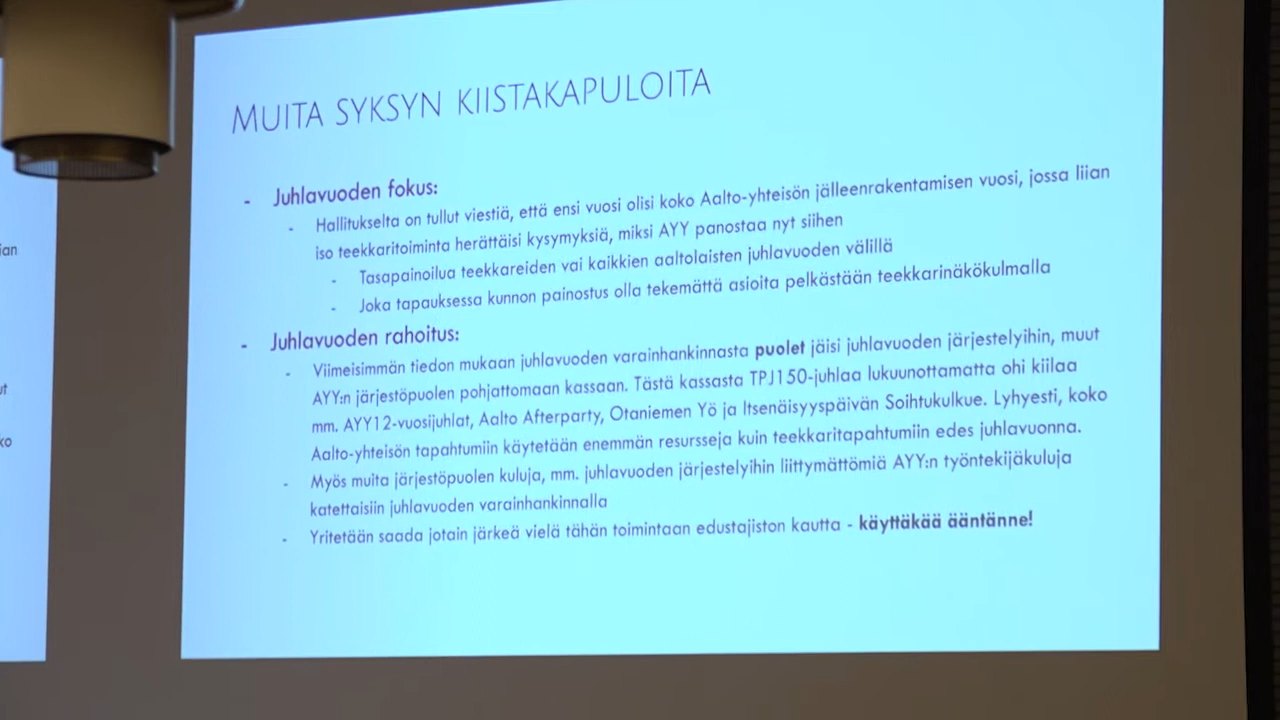 MUITA SYKSYN KIISTAKAPULOITA
- Juhlavuoden fokus:
- Hallitukselta on tullut viestiä, että ensi vuosi olisi koko Aalto-yhteisön jälleenrakentamisen vuosi, jossa liian
iso teekkaritoiminta herättäisi kysymyksiä, miksi AYY panostaa nyt siihen
- Tasapainoilua teekkareiden vai kaikkien aaltolaisten juhlavuoden välillä
- Joka tapauksessa kunnon painostus olla tekemättä asioita pelkästään teekkarinäkökulmalla
- Juhlavuoden rahoitus:
- Viimeisimmän tiedon mukaan juhlavuoden varainhankinnasta puolet jäisi juhlavuoden järjestelyihin, muut
AYY:n järjestöpuolen pohjattomaan kassaan. Tästä kassasta TPJ150-juhlaa lukuunottamatta ohi kiilaa
mm. AYY12-vuosijuhlat, Aalto Afterparty, Otaniemen Yö ja Itsenäisyyspäivän Soihtukulkue. Lyhyesti, koko
Aalto-yhteisön tapahtumiin käytetään enemmän resursseja kuin teekkaritapahtumiin edes juhlavuonna.
- Myös muita järjestöpuolen kuluja, mm. juhlavuoden järjestelyihin liittymättömiä AYY:n työntekijäkuluja
katettaisiin juhlavuoden varainhankinnalla
- Yritetään saada jotain järkeä vielä tähän toimintaan edustajiston kautta - käyttäkää ääntänne!
ian
ut
ko